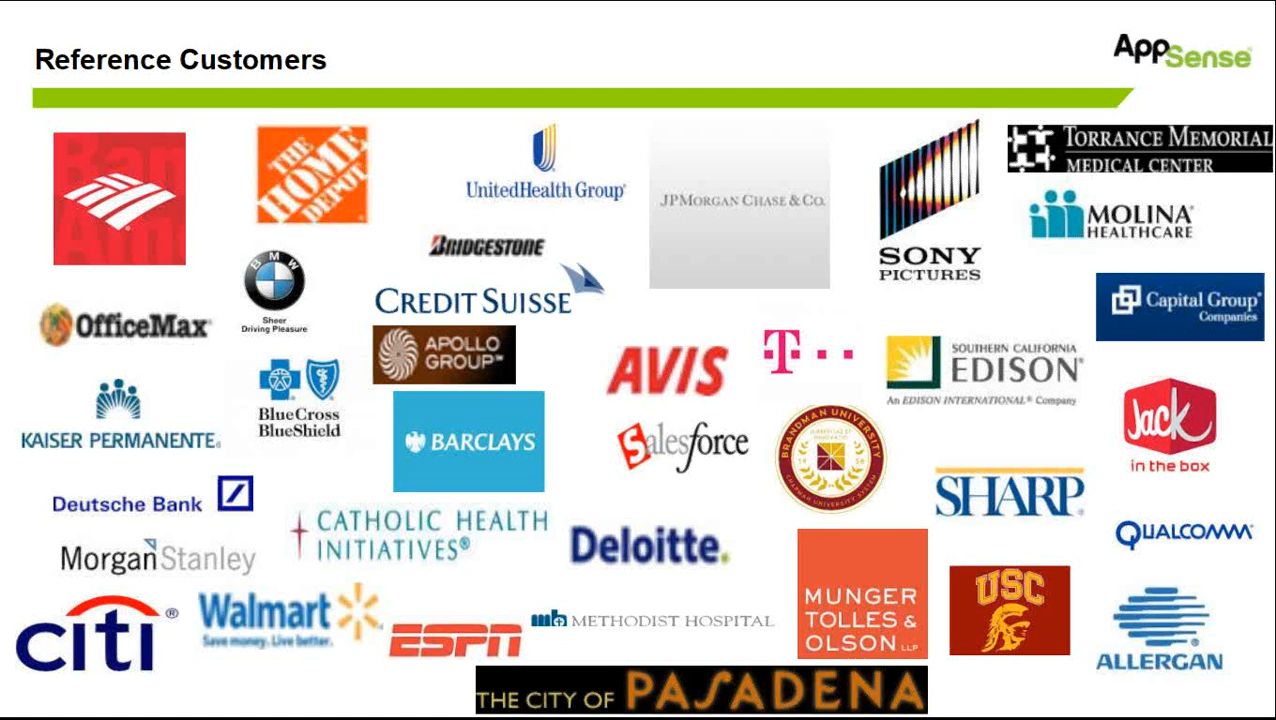 Reference Customers
AppSense
THE
HOME
DEPOT
UnitedHealth Group®
JPMORGAN CHASE & CO.
SONY
PICTURES
TORRANCE MEMORIAL
MEDICAL CENTER
MOLINA®
HEALTHCARE
BRIDGESTONE
BMW
Sheer
Driving Pleasure
CREDIT SUISSE
Capital Group®
Companies
OfficeMax
APOLLO
GROUP
AVIS
T
SOUTHERN CALIFORNIA
EDISON®
An EDISON INTERNATIONAL® Company
KAISER PERMANENTE
BlueCross
BlueShield
BARCLAYS
Salesforce
BRANDMAN UNIVERSITY
CHAPMAN UNIVERSITY SYSTEM
Jack
in the box
Deutsche Bank
SHARP
CATHOLIC HEALTH
INITIATIVES®
Deloitte.
QUALCOMM®
MorganStanley
citi®
Walmart
Save money. Live better.
ESPN
METHODIST HOSPITAL
MUNGER
TOLLES &
OLSON LLP
USC
ALLERGAN
THE CITY OF PASADENA